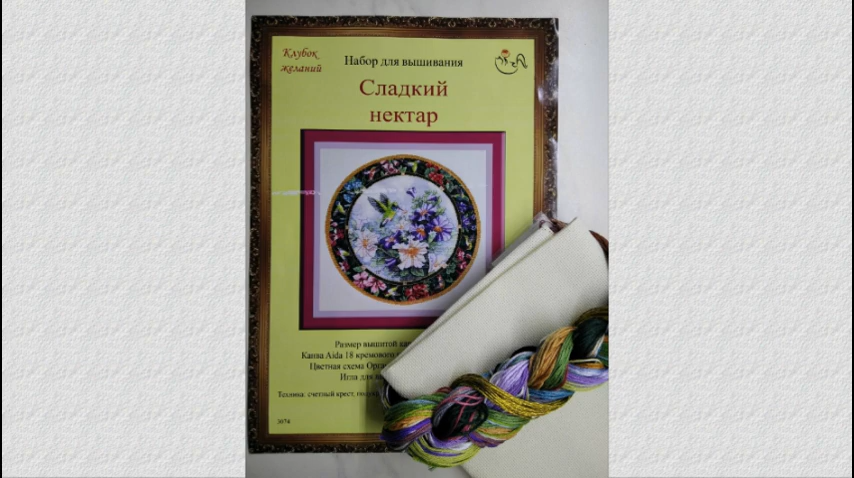 Клубок
желаний
Набор для вышивания
Сладкий
нектар
Размер вышитой
Канва Aida 18 кремового
Цветная схема
Игла для
Техника: счетный крест,